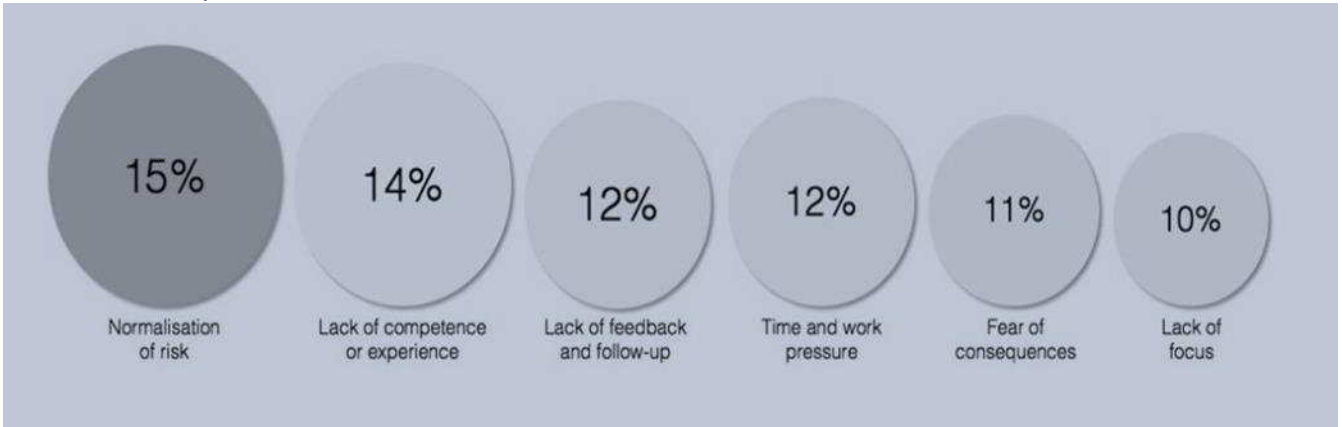 15%
14%
12%
12%
11%
10%
Normalisation
of risk
Lack of competence
or experience
Lack of feedback
and follow-up
Time and work
pressure
Fear of
consequences
Lack of
focus